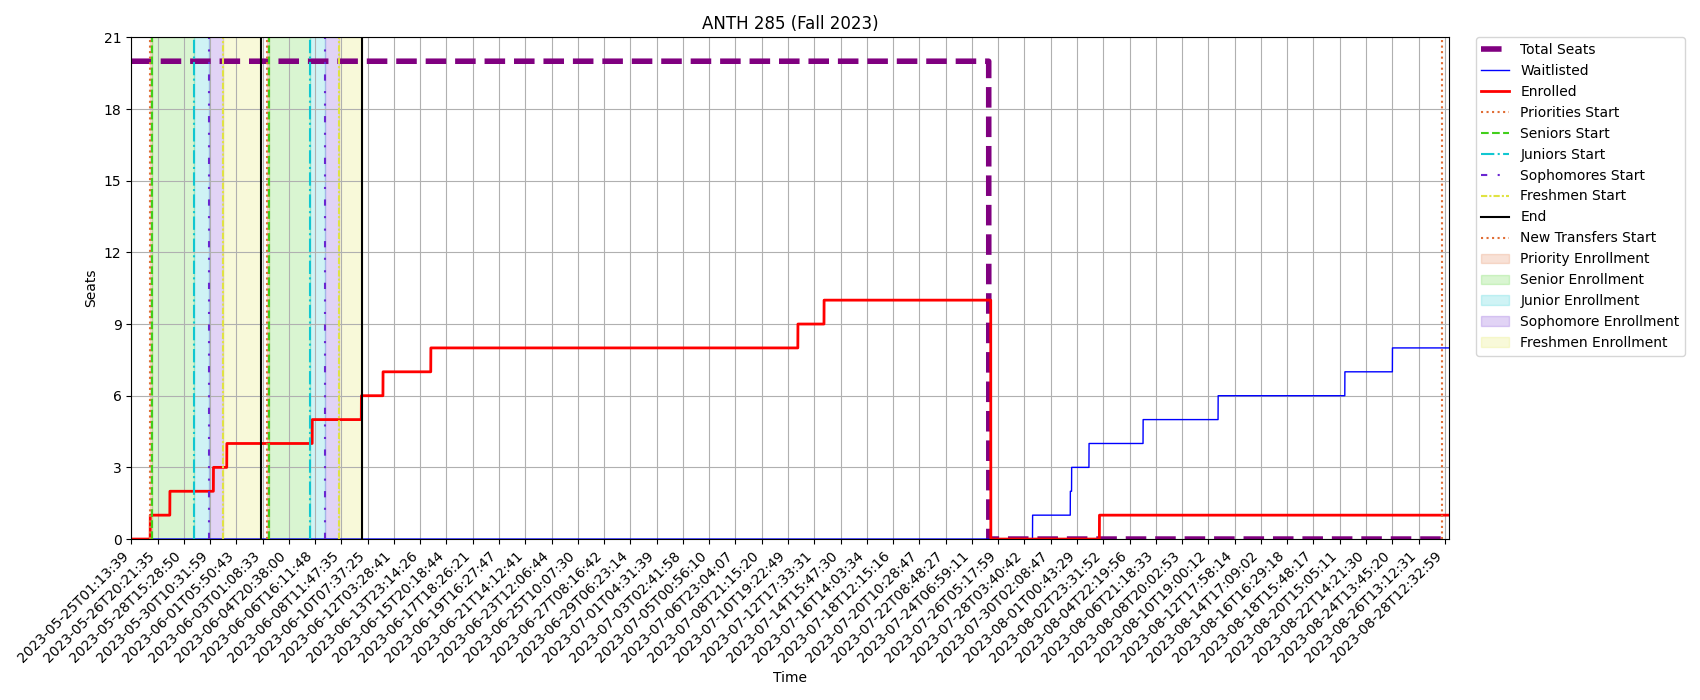 ANTH 285 (Fall 2023)
21
18
15
12
9
6
3
0
Seats
2023-05-25T01:13:39
2023-05-26T20:21:35
2023-05-28T15:28:50
2023-05-30T10:31:59
2023-06-01T05:50:43
2023-06-03T01:08:33
2023-06-04T20:38:00
2023-06-06T16:11:48
2023-06-08T11:47:35
2023-06-10T07:37:25
2023-06-12T03:28:41
2023-06-13T23:14:26
2023-06-15T20:18:44
2023-06-17T18:26:21
2023-06-19T16:27:47
2023-06-21T14:12:41
2023-06-23T12:06:44
2023-06-25T10:07:30
2023-06-27T08:16:42
2023-06-29T06:23:14
2023-07-01T04:31:39
2023-07-03T02:41:58
2023-07-05T00:56:10
2023-07-06T23:04:07
2023-07-08T21:15:20
2023-07-10T19:22:49
2023-07-12T17:33:31
2023-07-14T15:47:30
2023-07-16T14:03:34
2023-07-18T12:15:16
2023-07-20T10:28:47
2023-07-22T08:48:27
2023-07-24T06:59:11
2023-07-26T05:17:59
2023-07-28T03:40:42
2023-07-30T02:08:47
2023-08-01T00:43:29
2023-08-02T23:31:52
2023-08-04T22:19:56
2023-08-06T21:18:33
2023-08-08T20:02:53
2023-08-10T19:00:12
2023-08-12T17:58:14
2023-08-14T17:09:02
2023-08-16T16:29:18
2023-08-18T15:48:17
2023-08-20T15:05:11
2023-08-22T14:21:30
2023-08-24T13:45:20
2023-08-26T13:12:31
2023-08-28T12:32:59
Time
Total Seats
Waitlisted
Enrolled
Priorities Start
Seniors Start
Juniors Start
Sophomores Start
Freshmen Start
End
New Transfers Start
Priority Enrollment
Senior Enrollment
Junior Enrollment
Sophomore Enrollment
Freshmen Enrollment